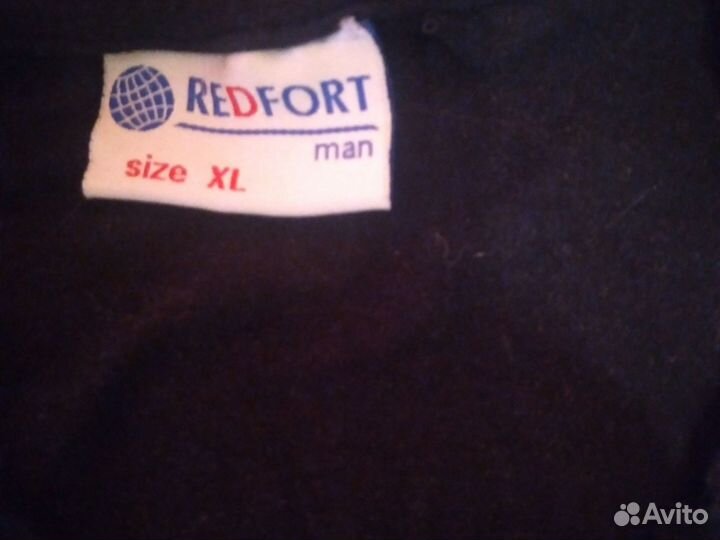 REDFORT
man
size XL
Avito